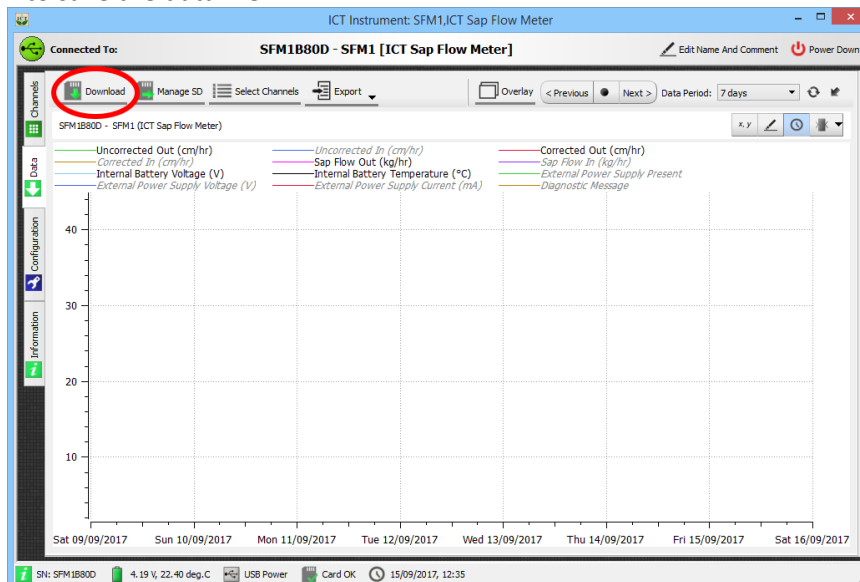 ICT Instrument: SFM1,ICT Sap Flow Meter
Connected To: SFM1B80D - SFM1 [ICT Sap Flow Meter] Edit Name And Comment Power Down
Channels
Data
Configuration
Information
Download Manage SD Select Channels Export Overlay < Previous Next > Data Period: 7 days
SFM1B80D - SFM1 (ICT Sap Flow Meter) x, y
Uncorrected Out (cm/hr) Uncorrected In (cm/hr) Corrected Out (cm/hr)
Corrected In (cm/hr) Sap Flow Out (kg/hr) Sap Flow In (kg/hr)
Internal Battery Voltage (V) Internal Battery Temperature (°C) External Power Supply Present
External Power Supply Voltage (V) External Power Supply Current (mA) Diagnostic Message
40
30
20
10
Sat 09/09/2017 Sun 10/09/2017 Mon 11/09/2017 Tue 12/09/2017 Wed 13/09/2017 Thu 14/09/2017 Fri 15/09/2017 Sat 16/09/2017
SN: SFM1B80D 4.19 V, 22.40 deg.C USB Power Card OK 15/09/2017, 12:35